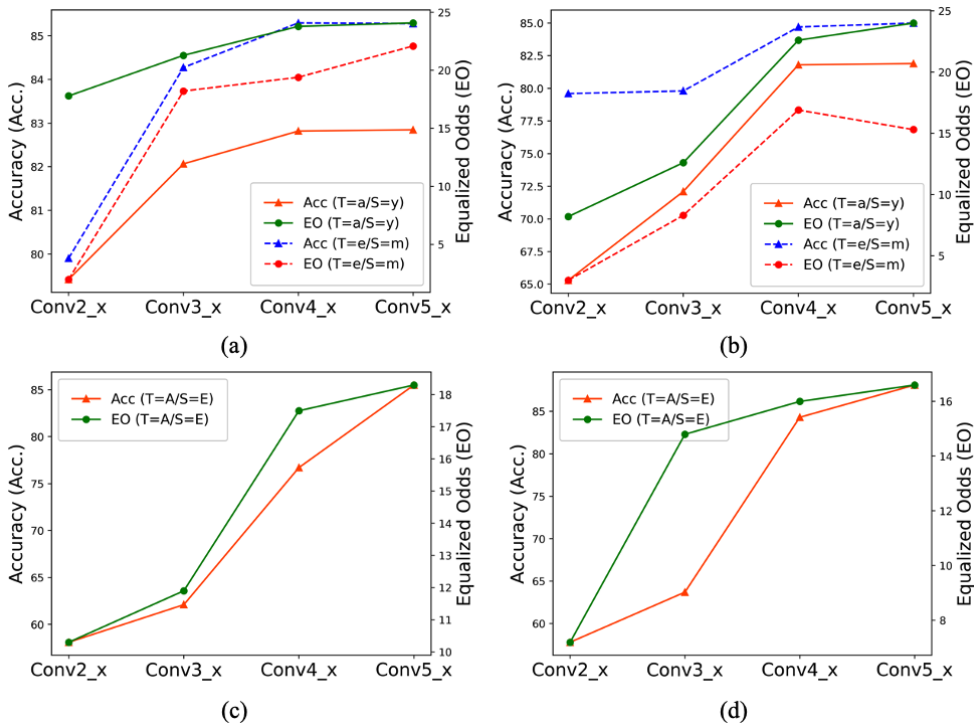 85
84
83
82
81
80
Accuracy (Acc.)
25
20
15
10
5
Equalized Odds (EO)
Acc (T=a/S=y)
EO (T=a/S=y)
Acc (T=e/S=m)
EO (T=e/S=m)
Conv2_x Conv3_x Conv4_x Conv5_x
(a)
85.0
82.5
80.0
77.5
75.0
72.5
70.0
67.5
65.0
Accuracy (Acc.)
25
20
15
10
5
Equalized Odds (EO)
Acc (T=a/S=y)
EO (T=a/S=y)
Acc (T=e/S=m)
EO (T=e/S=m)
Conv2_x Conv3_x Conv4_x Conv5_x
(b)
85
80
75
70
65
60
Accuracy (Acc.)
18
17
16
15
14
13
12
11
10
Equalized Odds (EO)
Acc (T=A/S=E)
EO (T=A/S=E)
Conv2_x Conv3_x Conv4_x Conv5_x
(c)
85
80
75
70
65
60
Accuracy (Acc.)
16
14
12
10
8
Equalized Odds (EO)
Acc (T=A/S=E)
EO (T=A/S=E)
Conv2_x Conv3_x Conv4_x Conv5_x
(d)